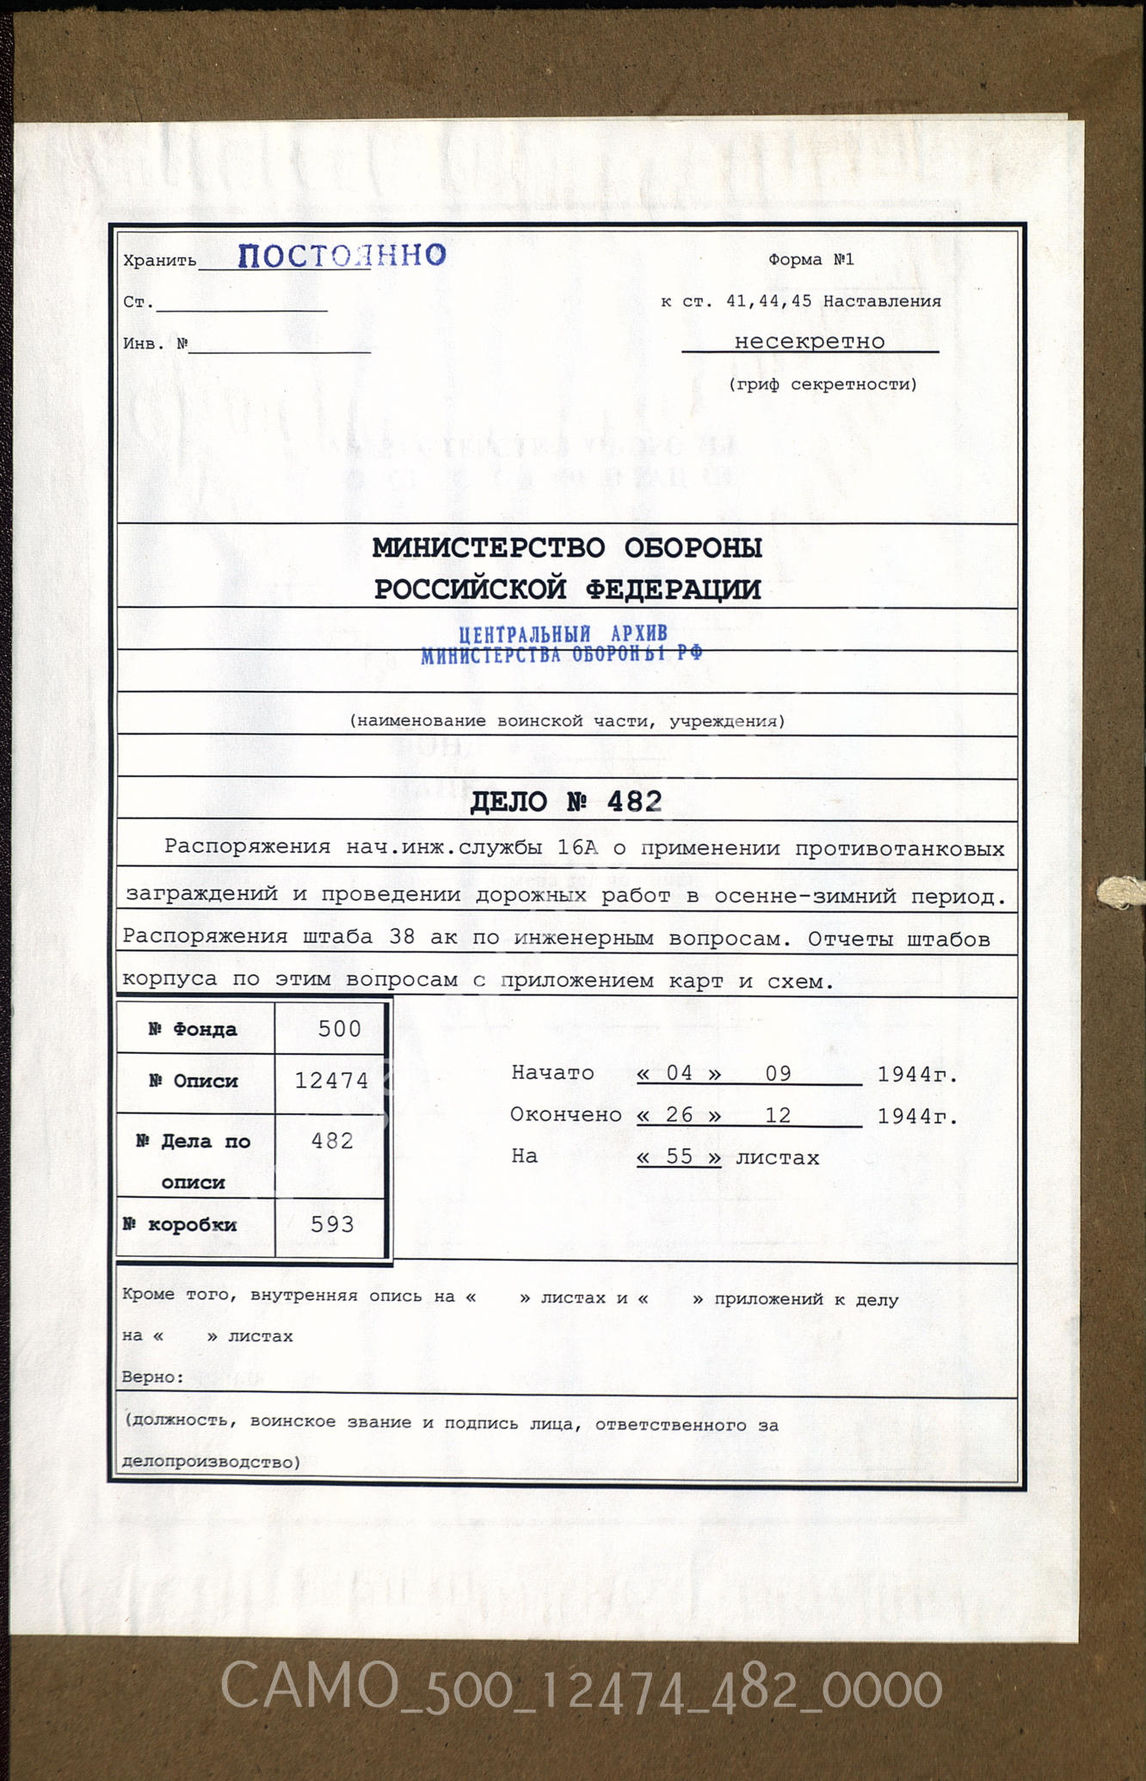 Хранить ПОСТОЯННО
Форма №1
Ст.
к ст. 41,44,45 Наставления
Инв. №
несекретно
(гриф секретности)
МИНИСТЕРСТВО ОБОРОНЫ
РОССИЙСКОЙ ФЕДЕРАЦИИ
ЦЕНТРАЛЬНЫЙ АРХИВ
МИНИСТЕРСТВА ОБОРОНЫ РФ
(наименование воинской части, учреждения)
ДЕЛО № 482
Распоряжения нач.инж.службы 16А о применении противотанковых
заграждений и проведении дорожных работ в осенне-зимний период.
Распоряжения штаба 38 ак по инженерным вопросам. Отчеты штабов
корпуса по этим вопросам с приложением карт и схем.
№ Фонда 500
№ Описи 12474
№ Дела по 482
описи
№ коробки 593
Начато « 04 » 09 1944г.
Окончено « 26 » 12 1944г.
На « 55 » листах
Кроме того, внутренняя опись на « » листах и « » приложений к делу
на « » листах
Верно:
(должность, воинское звание и подпись лица, ответственного за
делопроизводство)
CAMO_500_12474_482_0000